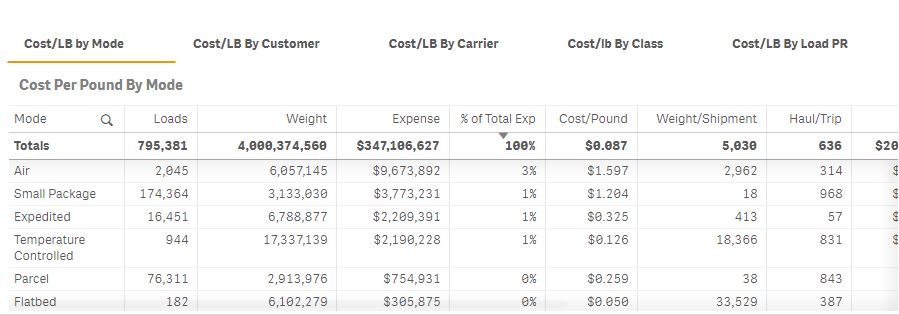 Cost/LB by Mode Cost/LB By Customer Cost/LB By Carrier Cost/lb By Class Cost/LB By Load PR
Cost Per Pound By Mode
Mode Loads Weight Expense % of Total Exp Cost/Pound Weight/Shipment Haul/Trip
Totals 795,381 4,000,374,560 $347,106,627 100% $0.087 5,030 636 $20
Air 2,045 6,057,145 $9,673,892 3% $1.597 2,962 314 $
Small Package 174,364 3,133,030 $3,773,231 1% $1.204 18 968 $
Expedited 16,451 6,788,877 $2,209,391 1% $0.325 413 57 $
Temperature 944 17,337,139 $2,190,228 1% $0.126 18,366 831 $
Controlled
Parcel 76,311 2,913,976 $754,931 0% $0.259 38 843
Flatbed 182 6,102,279 $305,875 0% $0.050 33,529 387